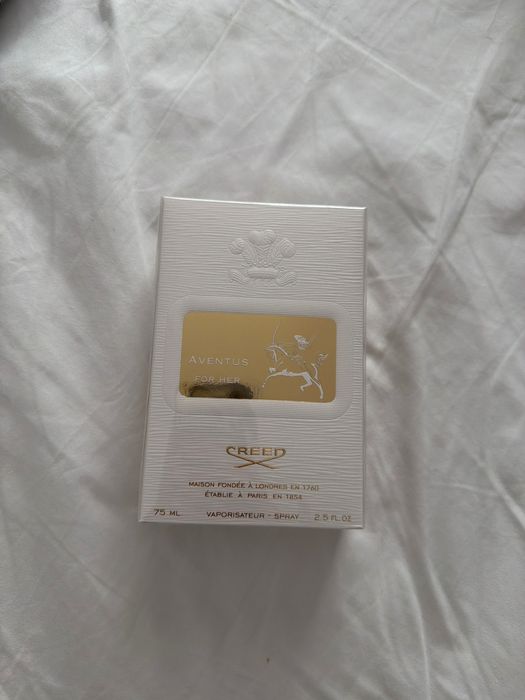 AVENTUS
FOR HER
CREED
MAISON FONDÉE À LONDRES EN 1760
ÉTABLIE À PARIS EN 1854
75 ML VAPORISATEUR - SPRAY 2.5 FL.OZ